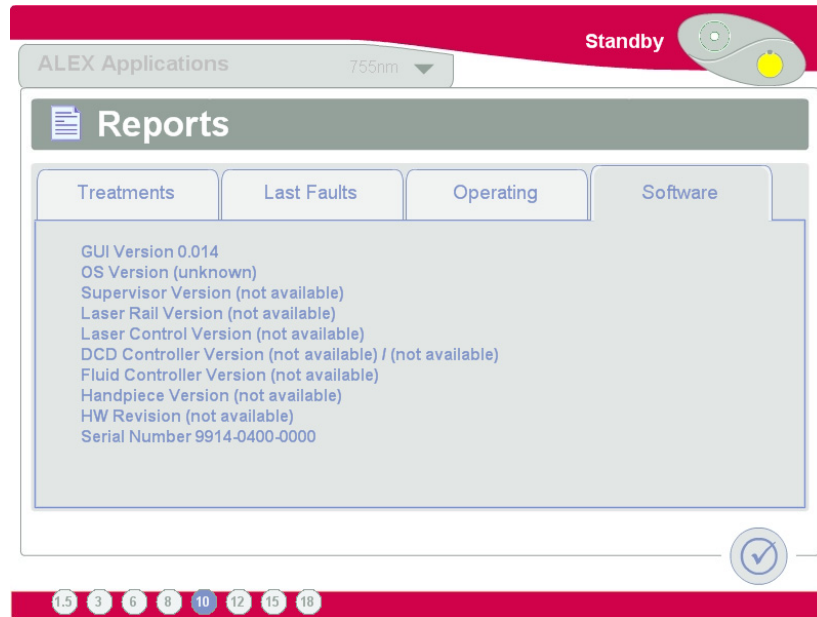 Standby
ALEX Applications 755nm
Reports
Treatments Last Faults Operating Software
GUI Version 0.014
OS Version (unknown)
Supervisor Version (not available)
Laser Rail Version (not available)
Laser Control Version (not available)
DCD Controller Version (not available) / (not available)
Fluid Controller Version (not available)
Handpiece Version (not available)
HW Revision (not available)
Serial Number 9914-0400-0000
1.5 3 6 8 10 12 15 18